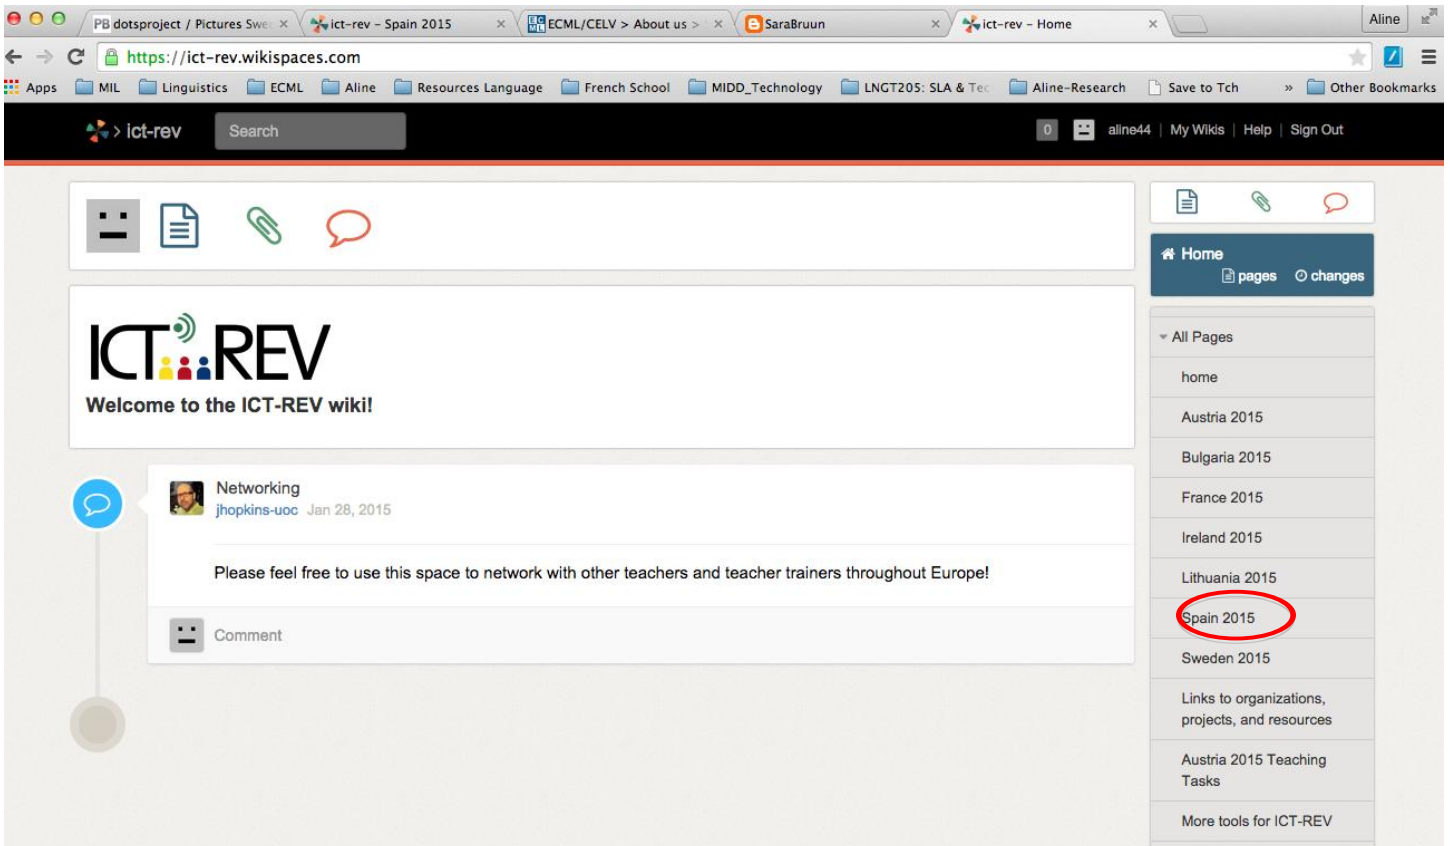 PB dotsproject / Pictures Swe
ict-rev - Spain 2015
ECML/CELV > About us >
SaraBruun
ict-rev - Home
Aline
https://ict-rev.wikispaces.com
Apps MIL Linguistics ECML Aline Resources Language French School MIDD_Technology LNGT205: SLA & Tec Aline-Research Save to Tch » Other Bookmarks
> ict-rev Search 0 aline44 | My Wikis | Help | Sign Out
ICT REV
Welcome to the ICT-REV wiki!
Networking
jhopkins-uoc Jan 28, 2015
Please feel free to use this space to network with other teachers and teacher trainers throughout Europe!
Comment
Home
pages changes
All Pages
home
Austria 2015
Bulgaria 2015
France 2015
Ireland 2015
Lithuania 2015
Spain 2015
Sweden 2015
Links to organizations,
projects, and resources
Austria 2015 Teaching
Tasks
More tools for ICT-REV